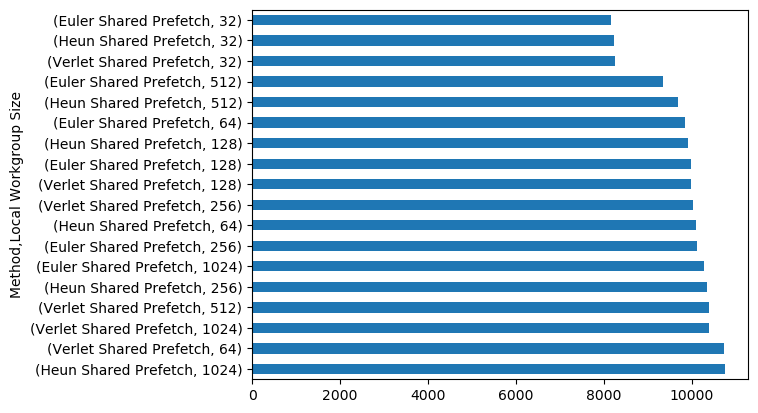 (Euler Shared Prefetch, 32)
(Heun Shared Prefetch, 32)
(Verlet Shared Prefetch, 32)
(Euler Shared Prefetch, 512)
(Heun Shared Prefetch, 512)
(Euler Shared Prefetch, 64)
(Heun Shared Prefetch, 128)
(Euler Shared Prefetch, 128)
(Verlet Shared Prefetch, 128)
(Verlet Shared Prefetch, 256)
(Heun Shared Prefetch, 64)
(Euler Shared Prefetch, 256)
(Euler Shared Prefetch, 1024)
(Heun Shared Prefetch, 256)
(Verlet Shared Prefetch, 512)
(Verlet Shared Prefetch, 1024)
(Verlet Shared Prefetch, 64)
(Heun Shared Prefetch, 1024)
Method,Local Workgroup Size
0 2000 4000 6000 8000 10000